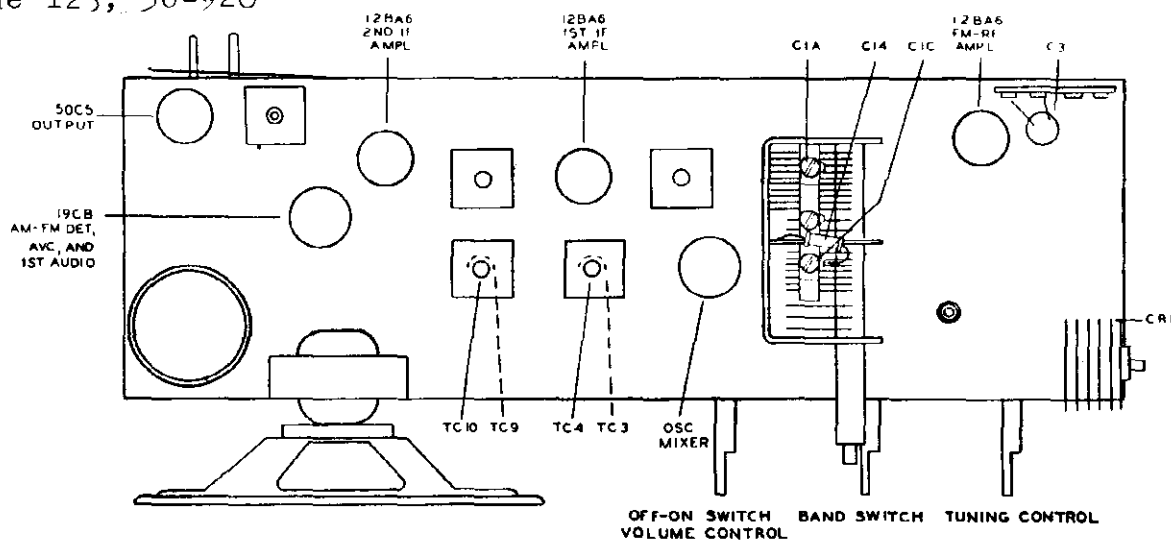 12BA6
2ND IF
AMPL
12BA6
1ST IF
AMPL
C1A
C14
C1C
12BA6
FM-RF
AMPL
C3
50C5
OUTPUT
19C8
AM-FM DET,
AVC, AND
1ST AUDIO
CR1
TC10
TC9
TC4
TC3
OSC
MIXER
OFF-ON SWITCH
VOLUME CONTROL
BAND SWITCH
TUNING CONTROL